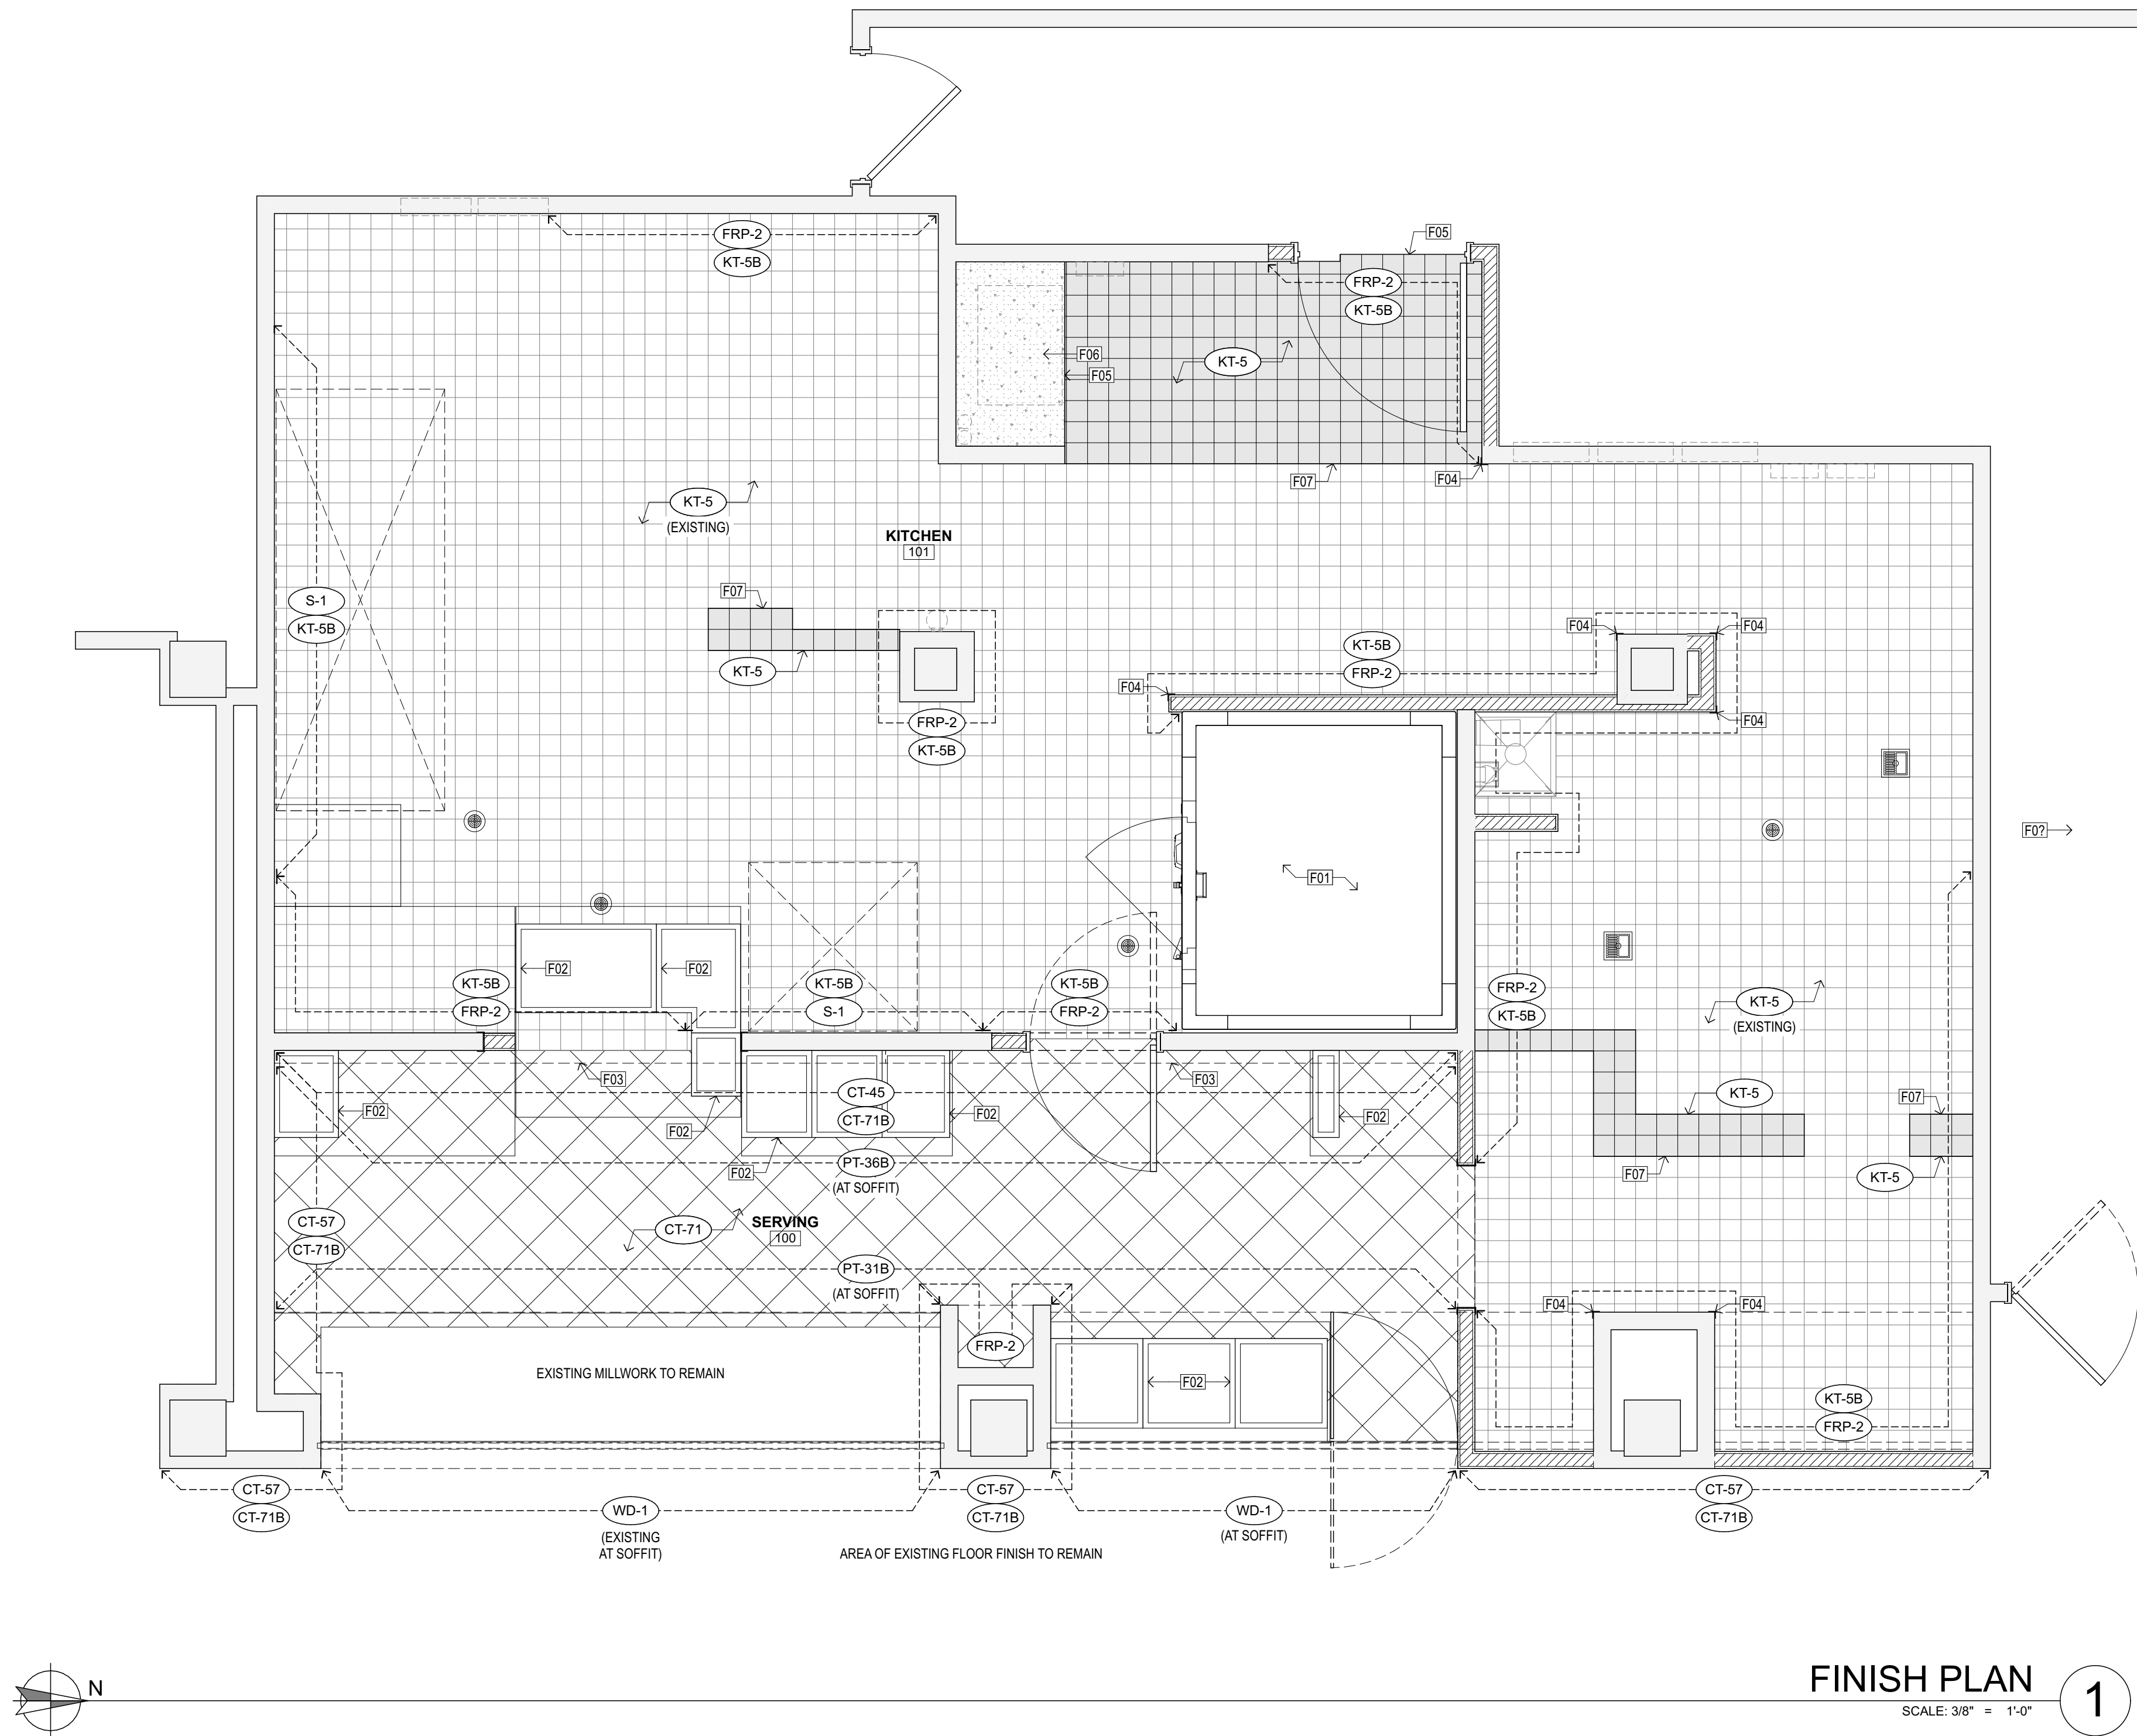 FRP-2
KT-5B
F05
FRP-2
KT-5B
F06
KT-5
F05
F07
F04
KT-5
(EXISTING)
KITCHEN
101
F07
S-1
KT-5B
KT-5
F04
F04
KT-5B
FRP-2
F04
F04
FRP-2
KT-5B
F0?
F01
F02
F02
KT-5B
FRP-2
KT-5B
S-1
KT-5B
FRP-2
FRP-2
KT-5B
KT-5
(EXISTING)
F03
F03
CT-45
CT-71B
KT-5
F07
F02
F02
F02
F02
F02
PT-36B
(AT SOFFIT)
F07
KT-5
CT-57
CT-71B
CT-71
SERVING
100
PT-31B
(AT SOFFIT)
F04
F04
FRP-2
EXISTING MILLWORK TO REMAIN
F02
KT-5B
FRP-2
CT-57
CT-71B
WD-1
(EXISTING
AT SOFFIT)
CT-57
CT-71B
WD-1
(AT SOFFIT)
CT-57
CT-71B
AREA OF EXISTING FLOOR FINISH TO REMAIN
N
FINISH PLAN
SCALE: 3/8" = 1'-0"
1